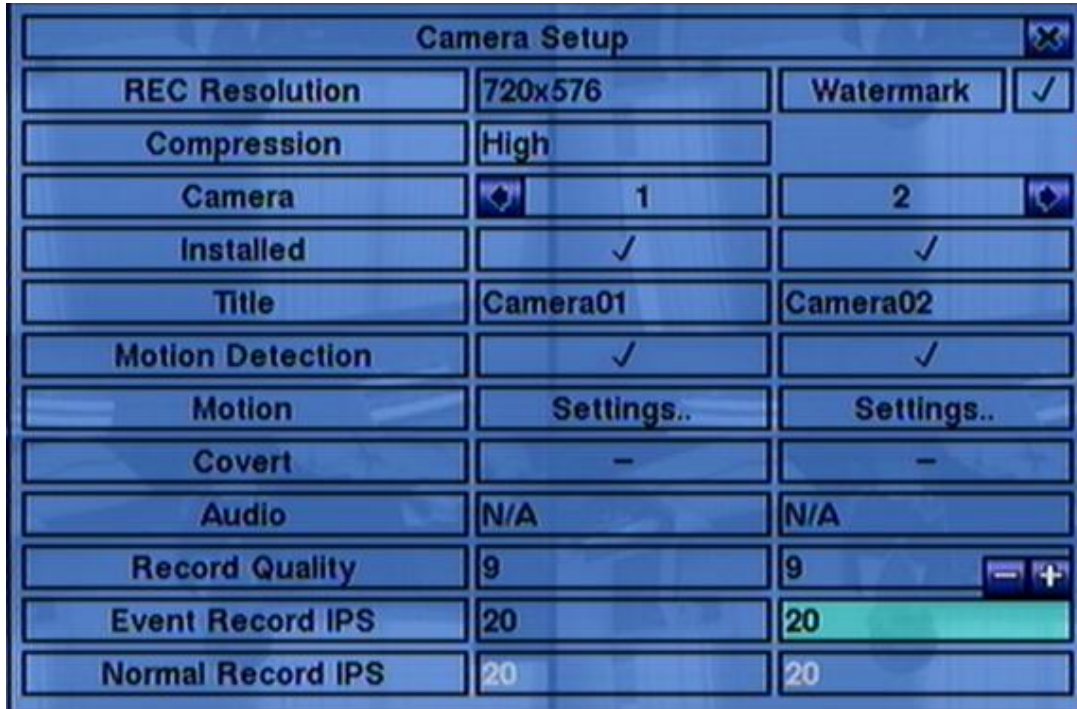 Camera Setup
REC Resolution 720x576 Watermark ✓
Compression High
Camera 1 2
Installed ✓ ✓
Title Camera01 Camera02
Motion Detection ✓ ✓
Motion Settings.. Settings..
Covert – –
Audio N/A N/A
Record Quality 9 9 – +
Event Record IPS 20 20
Normal Record IPS 20 20